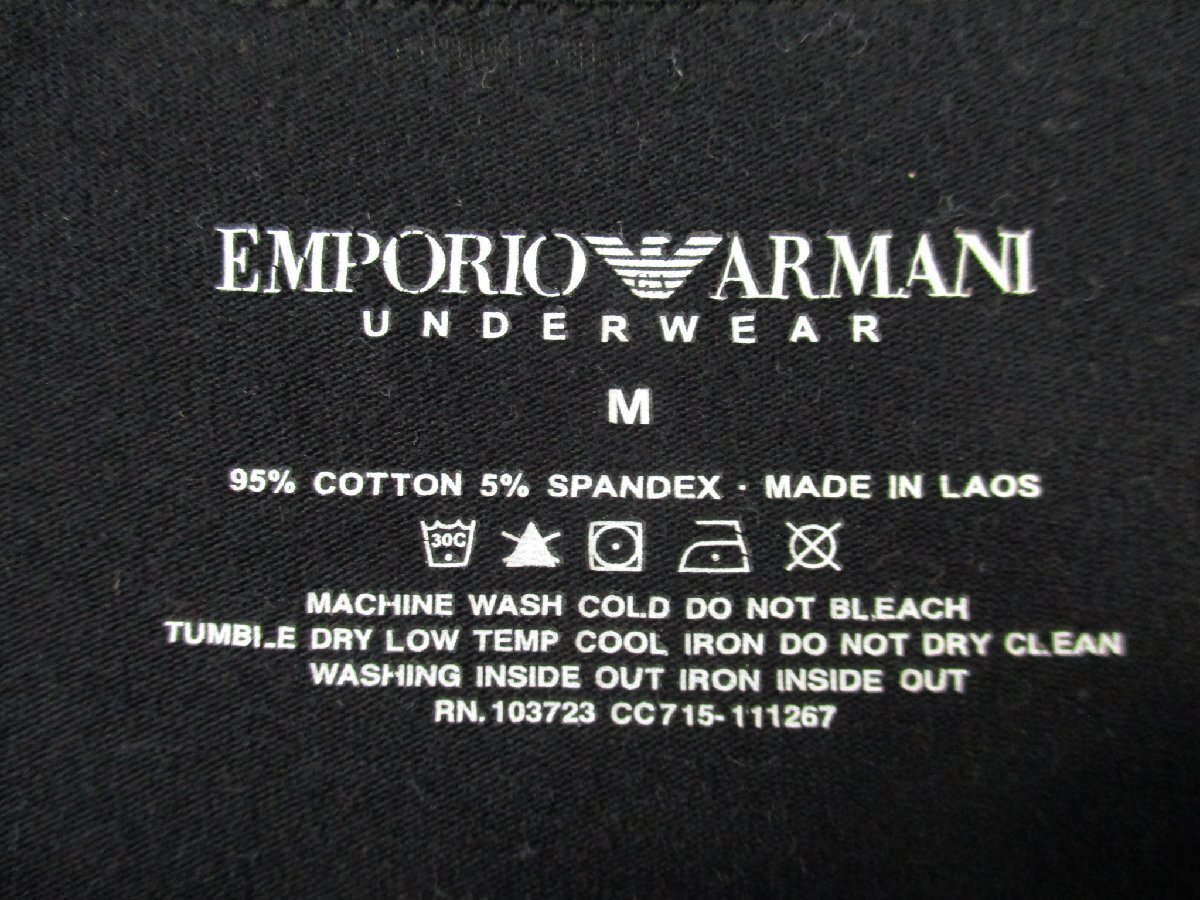 EMPORIO ARMANI
UNDERWEAR
M
95% COTTON 5% SPANDEX · MADE IN LAOS
30C
MACHINE WASH COLD DO NOT BLEACH
TUMBLE DRY LOW TEMP COOL IRON DO NOT DRY CLEAN
WASHING INSIDE OUT IRON INSIDE OUT
RN.103723 CC715-111267